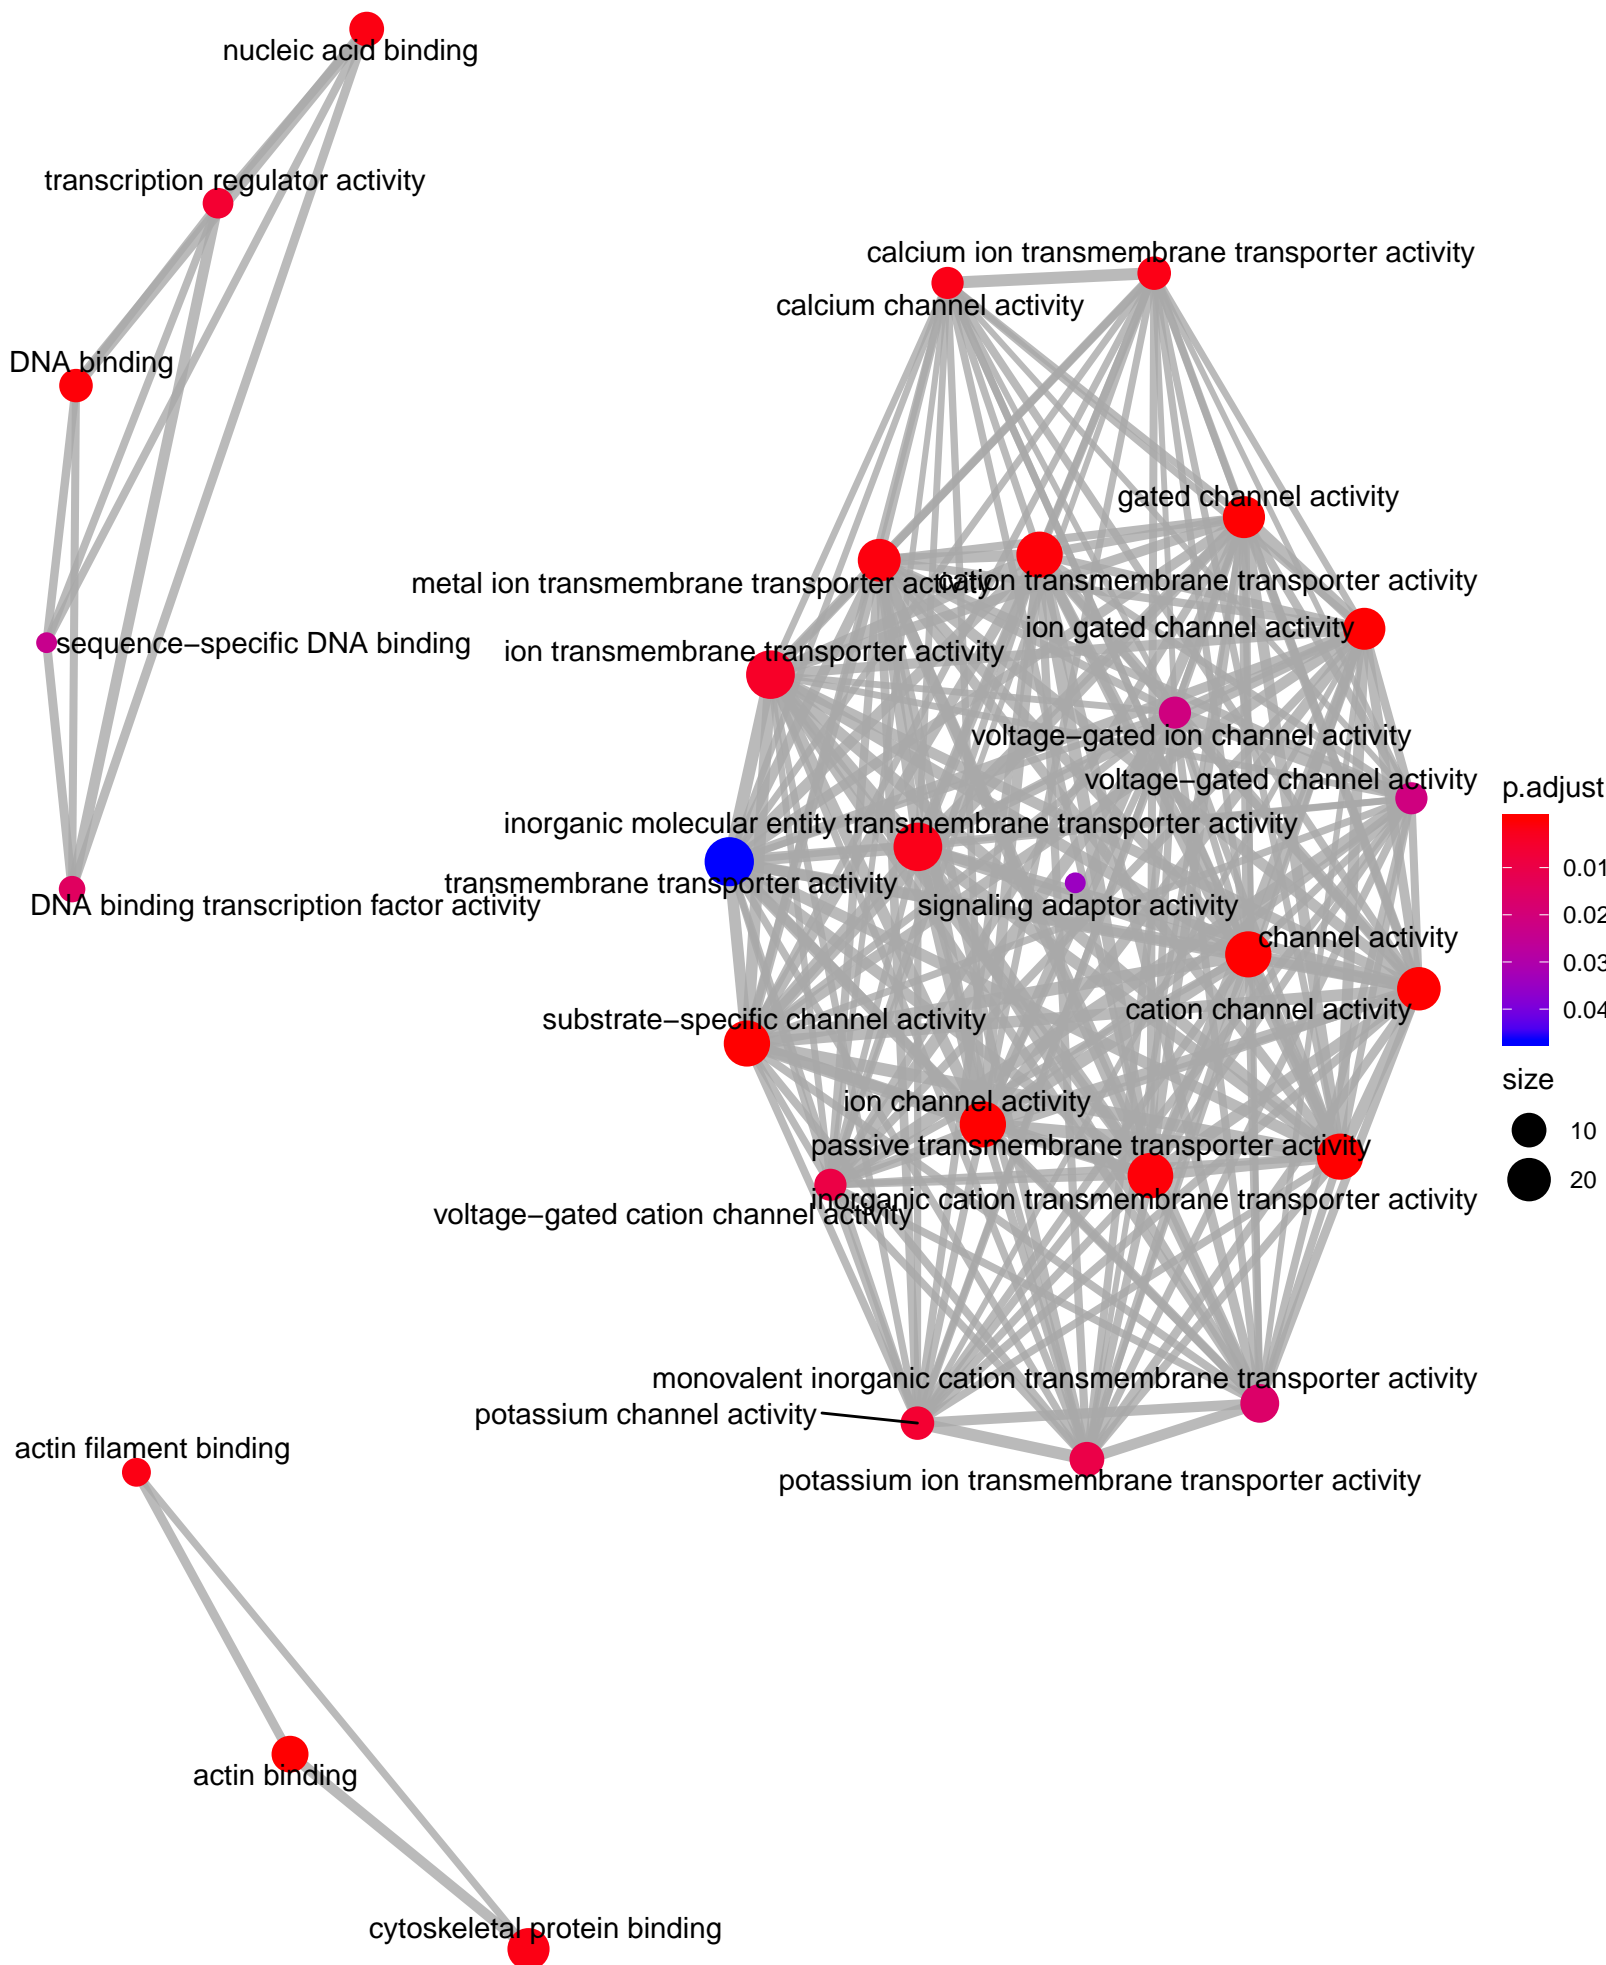 nucleic acid binding
transcription regulator activity
calcium ion transmembrane transporter activity
calcium channel activity
DNA binding
gated channel activity
metal ion transmembrane transporter activity
cation transmembrane transporter activity
ion gated channel activity
sequence−specific DNA binding
ion transmembrane transporter activity
voltage−gated ion channel activity
voltage−gated channel activity
p.adjust
inorganic molecular entity transmembrane transporter activity
0.01
transmembrane transporter activity
DNA binding transcription factor activity
signaling adaptor activity
0.02
channel activity
0.03
cation channel activity
0.04
substrate−specific channel activity
size
ion channel activity
10
passive transmembrane transporter activity
20
inorganic cation transmembrane transporter activity
voltage−gated cation channel activity
monovalent inorganic cation transmembrane transporter activity
potassium channel activity
actin filament binding
potassium ion transmembrane transporter activity
actin binding
cytoskeletal protein binding